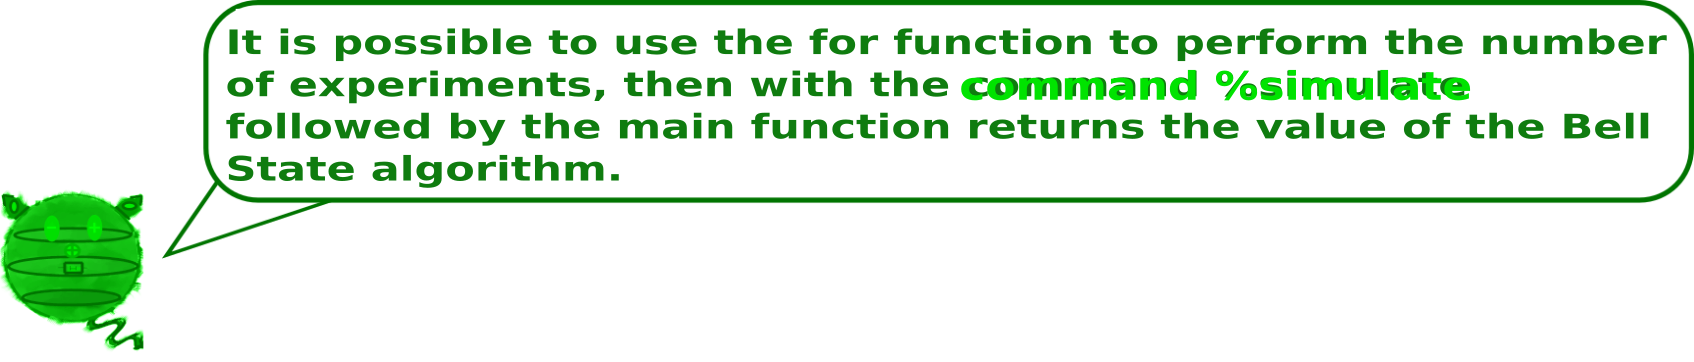 It is possible to use the for function to perform the number
of experiments, then with the command %simulate
followed by the main function returns the value of the Bell
State algorithm.